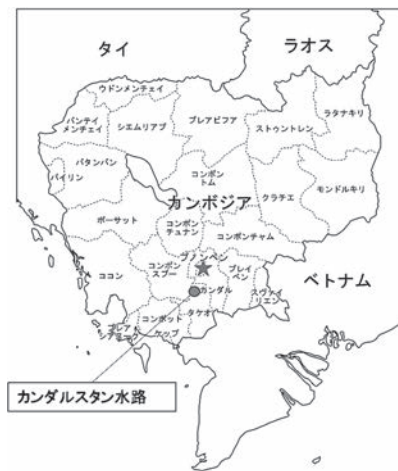 タイ
ラオス
ウドンメンチェイ
バンテイ
メンチェイ
シエムリアプ
プレアビフア
ストゥントレン
ラタナキリ
バタンバン
パイリン
コンポン
トム
カンボジア
クラチエ
モンドルキリ
ポーサット
コンポン
チュナン
コンポンチャム
ココン
コンポン
スプー
プノンペン
プレイ
ベン
ベトナム
カンダル
スヴァイ
リエン
タケオ
コンポット
ケップ
プレア
カンダルスタン水路